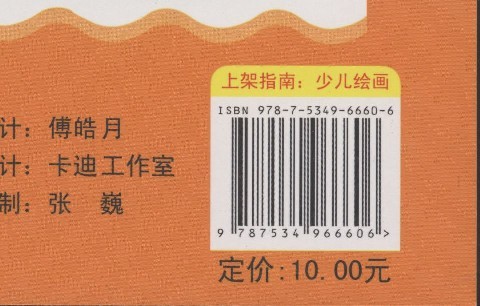 上架指南：少儿绘画
ISBN 978-7-5349-6660-6
计：傅皓月
计：卡迪工作室
制：张 巍
9 787534 966606 >
定价:10.00元